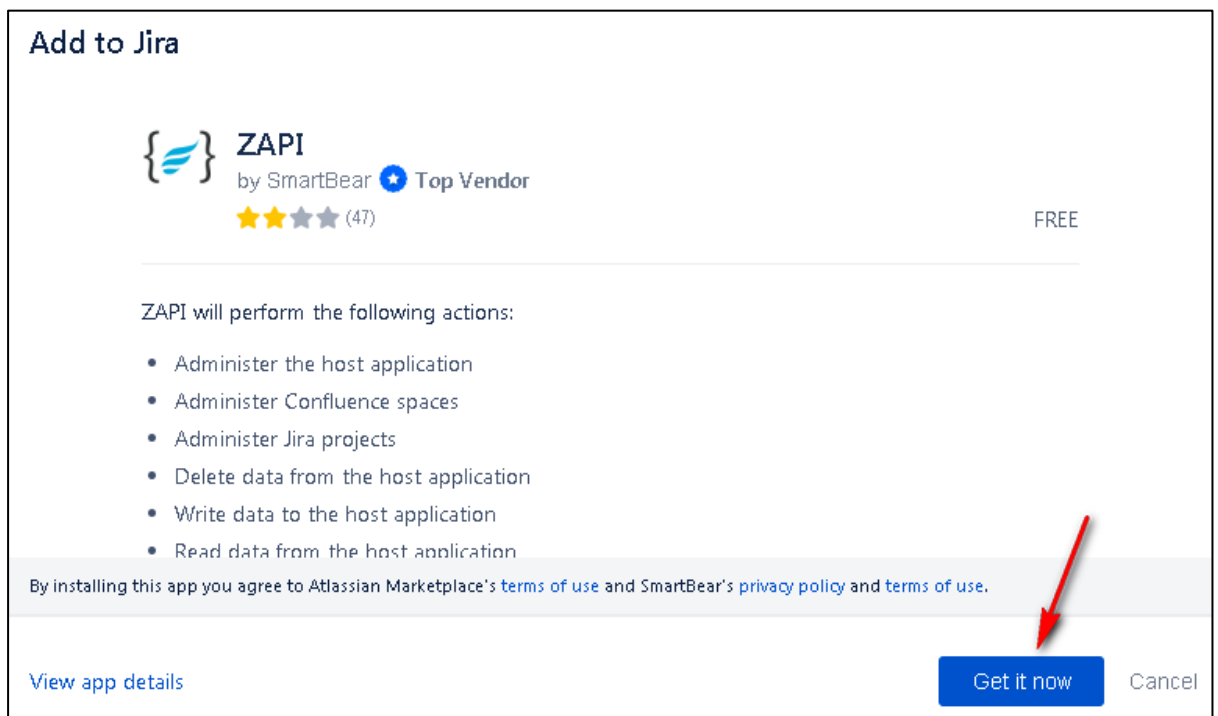 Add to Jira
ZAPI
by SmartBear Top Vendor
(47)
FREE
ZAPI will perform the following actions:
• Administer the host application
• Administer Confluence spaces
• Administer Jira projects
• Delete data from the host application
• Write data to the host application
• Read data from the host application
By installing this app you agree to Atlassian Marketplace's terms of use and SmartBear's privacy policy and terms of use.
View app details
Get it now
Cancel